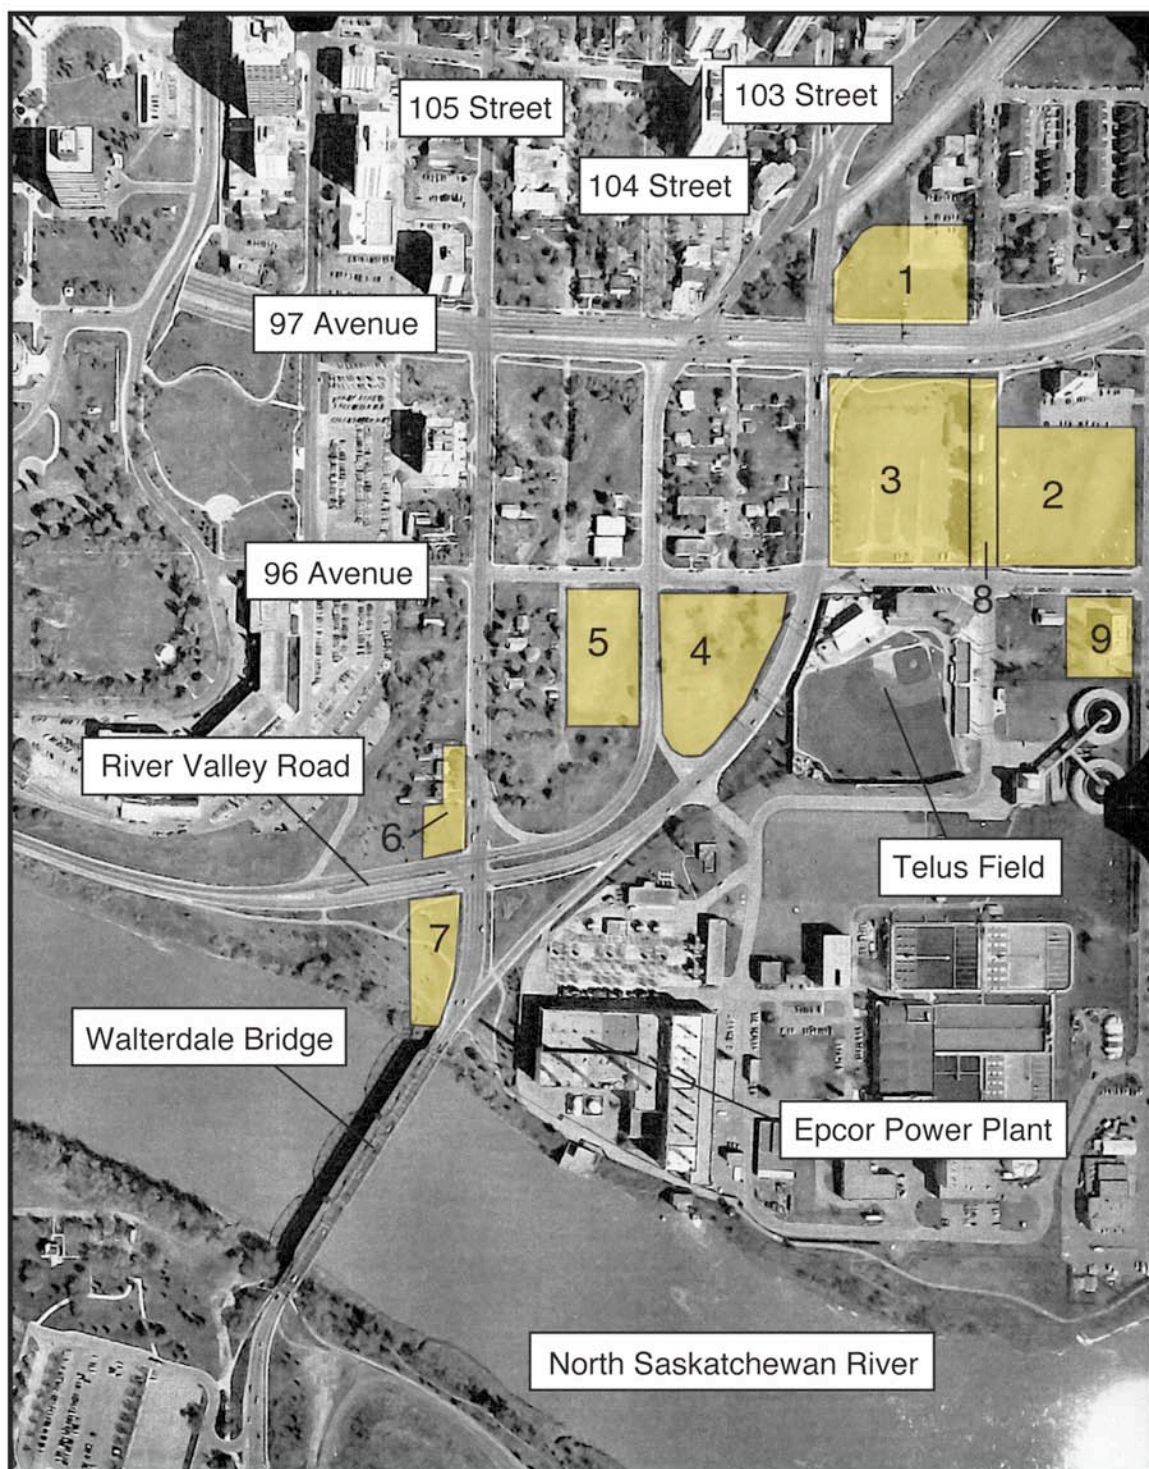 105 Street
103 Street
104 Street
1
97 Avenue
3
2
96 Avenue
8
5
4
9
River Valley Road
6
Telus Field
7
Walterdale Bridge
Epcor Power Plant
North Saskatchewan River